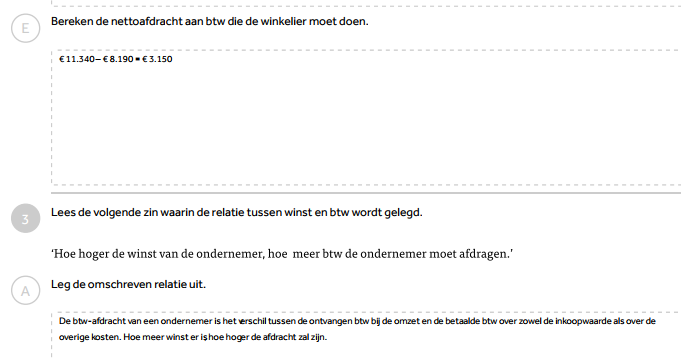 E
Bereken de nettoafdracht aan btw die de winkelier moet doen.
€ 11.340– € 8.190 = € 3.150
3
Lees de volgende zin waarin de relatie tussen winst en btw wordt gelegd.
‘Hoe hoger de winst van de ondernemer, hoe meer btw de ondernemer moet afdragen.’
A
Leg de omschreven relatie uit.
De btw-afdracht van een ondernemer is het verschil tussen de ontvangen btw bij de omzet en de betaalde btw over zowel de inkoopwaarde als over de
overige kosten. Hoe meer winst er is hoe hoger de afdracht zal zijn.